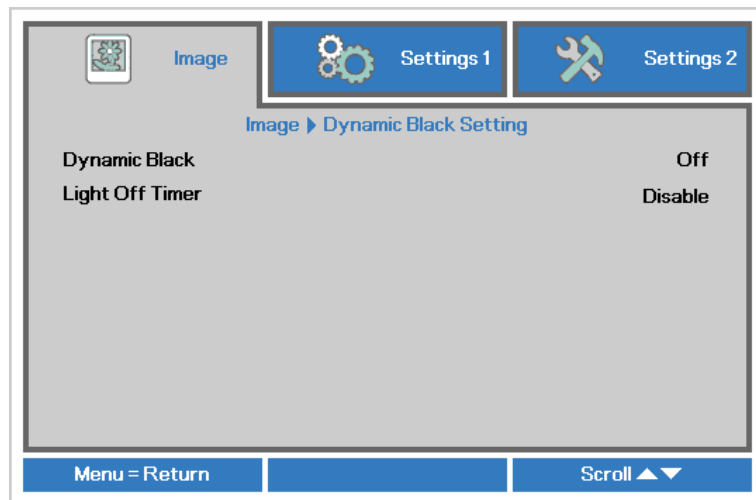 Image Settings 1 Settings 2
Image ▶ Dynamic Black Setting
Dynamic Black Off
Light Off Timer Disable
Menu = Return Scroll ▲▼